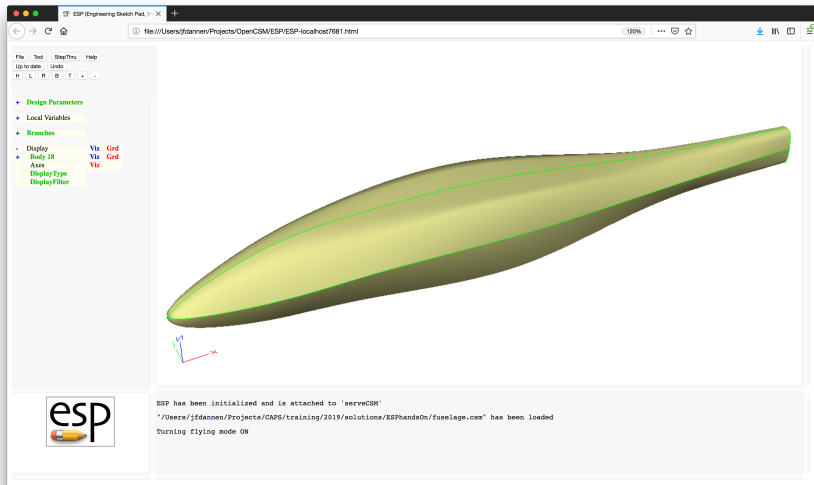 ESP (Engineering Sketch Pad, V
file:///Users/jfdannen/Projects/OpenCSM/ESP/ESP-localhost7681.html
120%
File Tool StepThru Help
Up to date Undo
H L R B T + -
+ Design Parameters
+ Local Variables
+ Branches
- Display Viz Grd
+ Body 18 Viz Grd
Axes Viz
DisplayType
DisplayFilter
x
esp
ESP has been initialized and is attached to 'serveCSM'
"/Users/jfdannen/Projects/CAPS/training/2019/solutions/ESPhandsOn/fuselage.csm" has been loaded
Turning flying mode ON